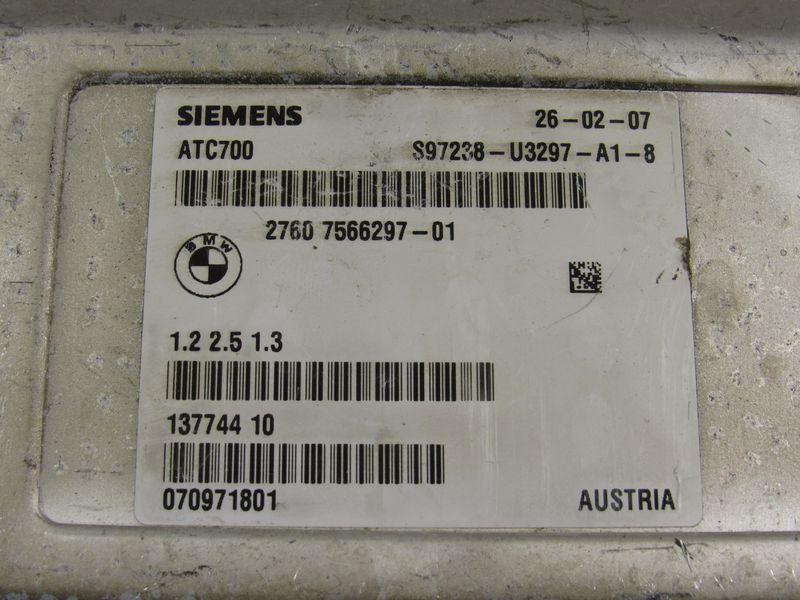 SIEMENS 26-02-07
ATC700 S97238-U3297-A1-8
2760 7566297-01
BMW
1.2 2.5 1.3
137744 10
070971801 AUSTRIA